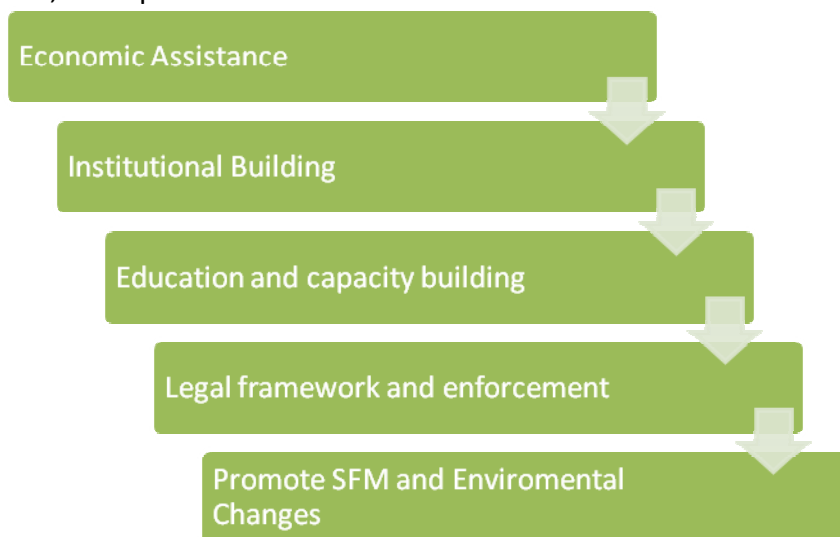 Economic Assistance
Institutional Building
Education and capacity building
Legal framework and enforcement
Promote SFM and Enviromental
Changes